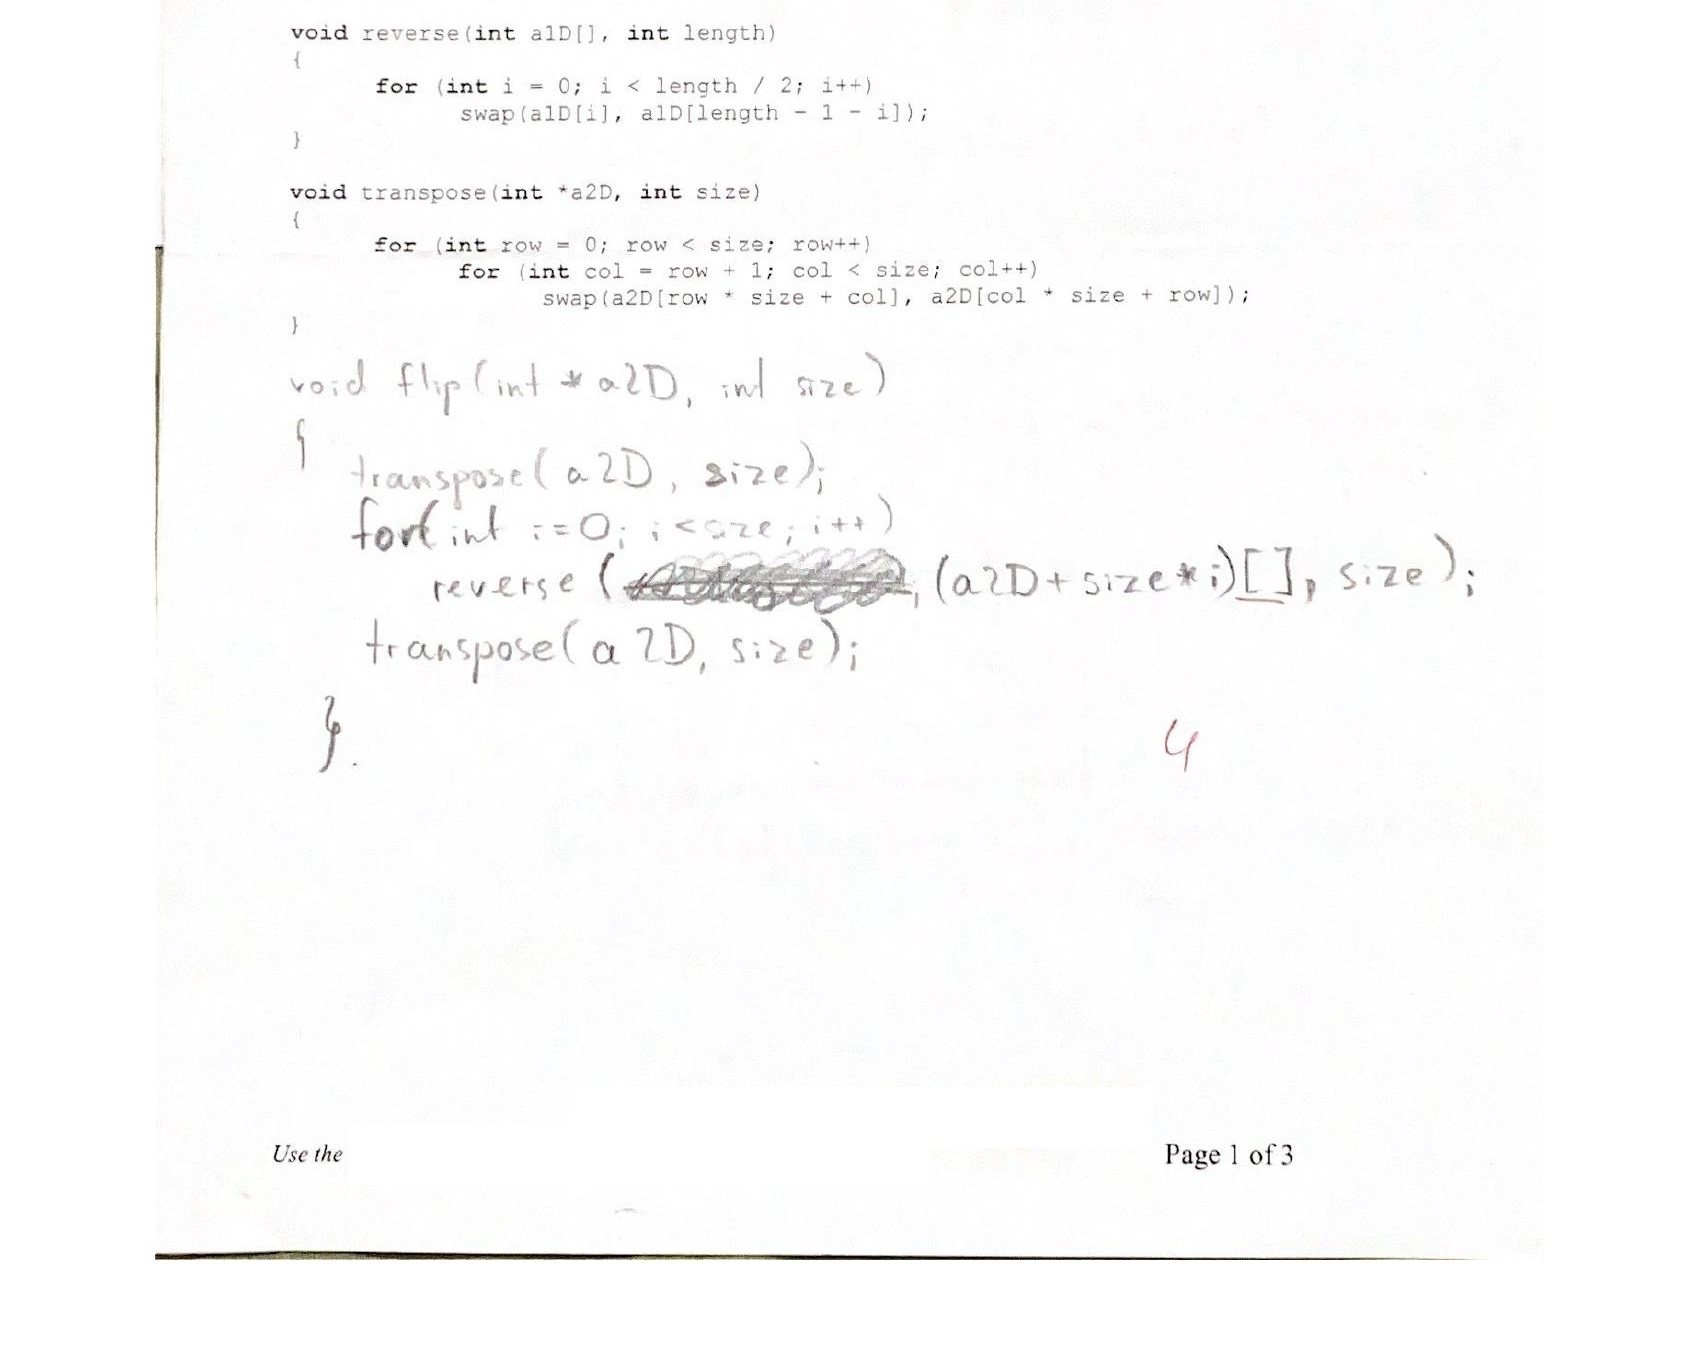 void reverse(int a1D[], int length)
{
for (int i = 0; i < length / 2; i++)
swap(a1D[i], a1D[length - 1 - i]);
}
void transpose(int *a2D, int size)
{
for (int row = 0; row < size; row++)
for (int col = row + 1; col < size; col++)
swap(a2D[row * size + col], a2D[col * size + row]);
}
void flip(int * a2D, int size)
{
transpose(a2D, size);
for(int i=0; i<size; i++)
reverse ( (a2D+size*i)[], size);
transpose(a2D, size);
}.
4
Use the
Page 1 of 3